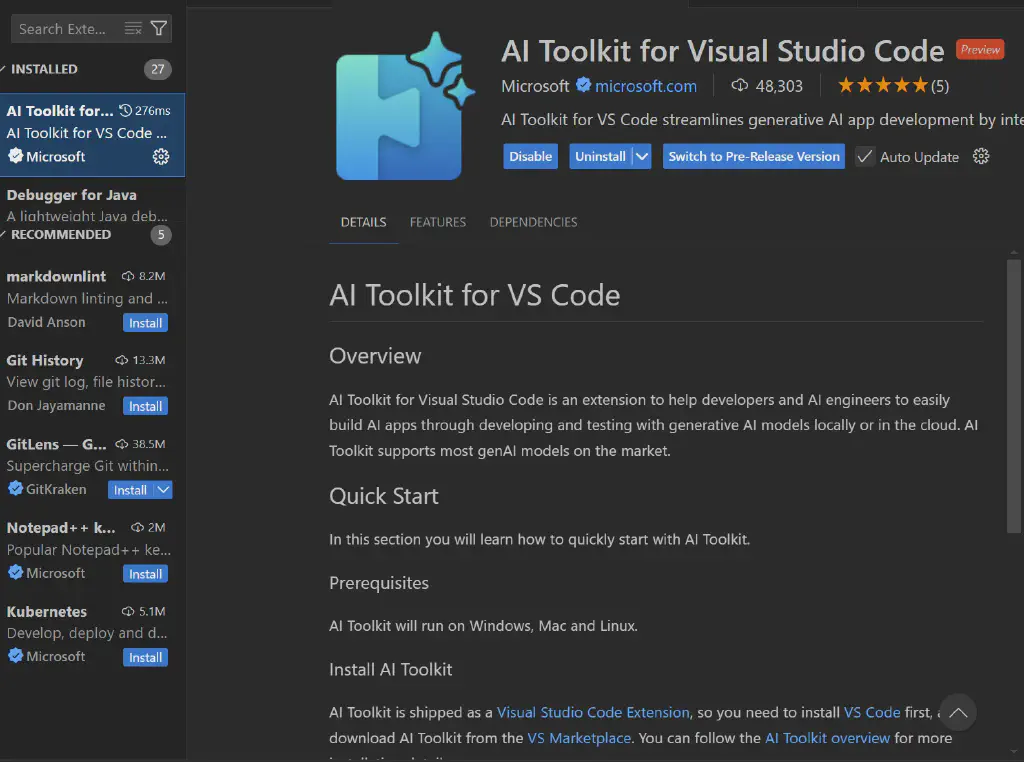 Search Exte...
INSTALLED 27
AI Toolkit for... 276ms
AI Toolkit for VS Code ...
Microsoft
Debugger for Java
A lightweight Java deb...
RECOMMENDED 5
markdownlint 8.2M
Markdown linting and ...
David Anson Install
Git History 13.3M
View git log, file histor...
Don Jayamanne Install
GitLens — G... 38.5M
Supercharge Git within...
GitKraken Install
Notepad++ k... 2M
Popular Notepad++ ke...
Microsoft Install
Kubernetes 5.1M
Develop, deploy and d...
Microsoft Install
AI Toolkit for Visual Studio Code Preview
Microsoft microsoft.com 48,303 (5)
AI Toolkit for VS Code streamlines generative AI app development by inte
Disable Uninstall Switch to Pre-Release Version Auto Update
DETAILS FEATURES DEPENDENCIES
AI Toolkit for VS Code
Overview
AI Toolkit for Visual Studio Code is an extension to help developers and AI engineers to easily
build AI apps through developing and testing with generative AI models locally or in the cloud. AI
Toolkit supports most genAI models on the market.
Quick Start
In this section you will learn how to quickly start with AI Toolkit.
Prerequisites
AI Toolkit will run on Windows, Mac and Linux.
Install AI Toolkit
AI Toolkit is shipped as a Visual Studio Code Extension, so you need to install VS Code first,
download AI Toolkit from the VS Marketplace. You can follow the AI Toolkit overview for more